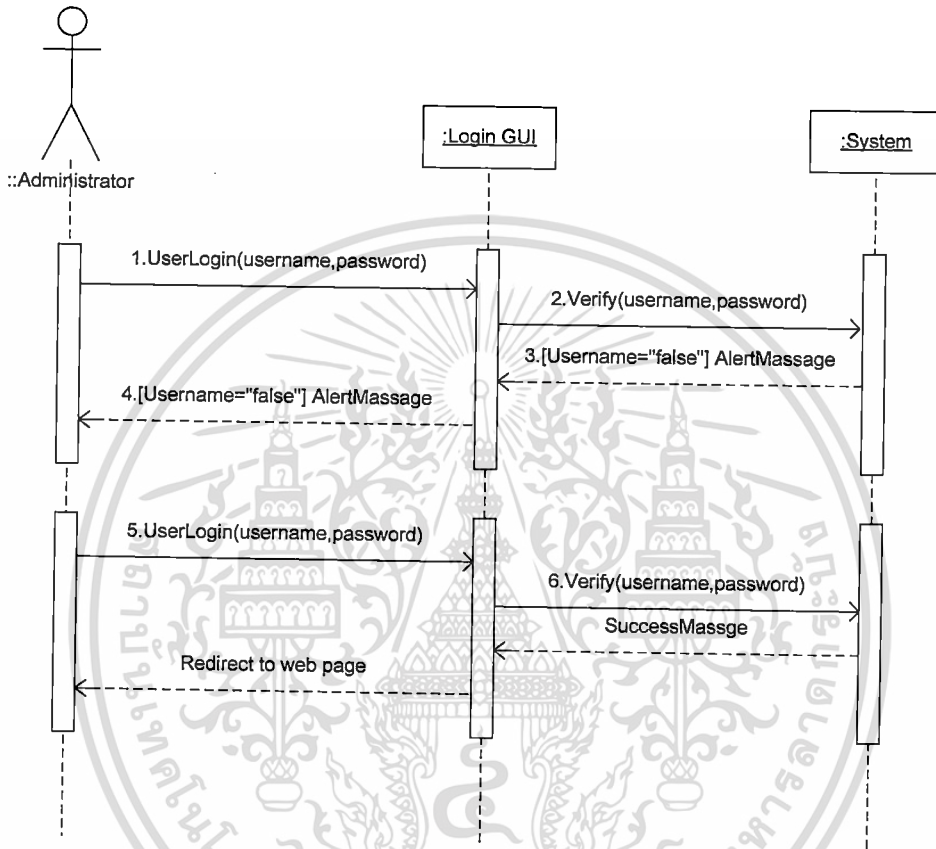 :Login GUI
:System
::Administrator
1.UserLogin(username,password)
2.Verify(username,password)
3.[Username="false"] AlertMassage
4.[Username="false"] AlertMassage
5.UserLogin(username,password)
6.Verify(username,password)
SuccessMassge
Redirect to web page